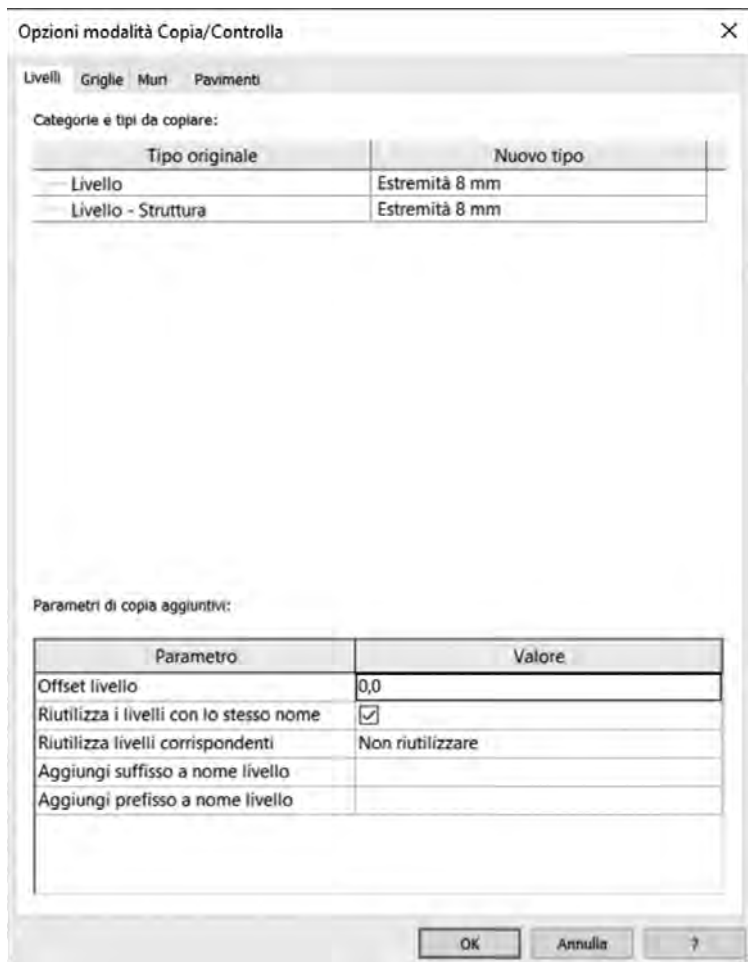 Opzioni modalità Copia/Controlla
Livelli Griglie Muri Pavimenti
Categorie e tipi da copiare:
Tipo originale Nuovo tipo
Livello Estremità 8 mm
Livello - Struttura Estremità 8 mm
Parametri di copia aggiuntivi:
Parametro Valore
Offset livello 0,0
Riutilizza i livelli con lo stesso nome
Riutilizza livelli corrispondenti Non riutilizzare
Aggiungi suffisso a nome livello
Aggiungi prefisso a nome livello
OK Annulla ?